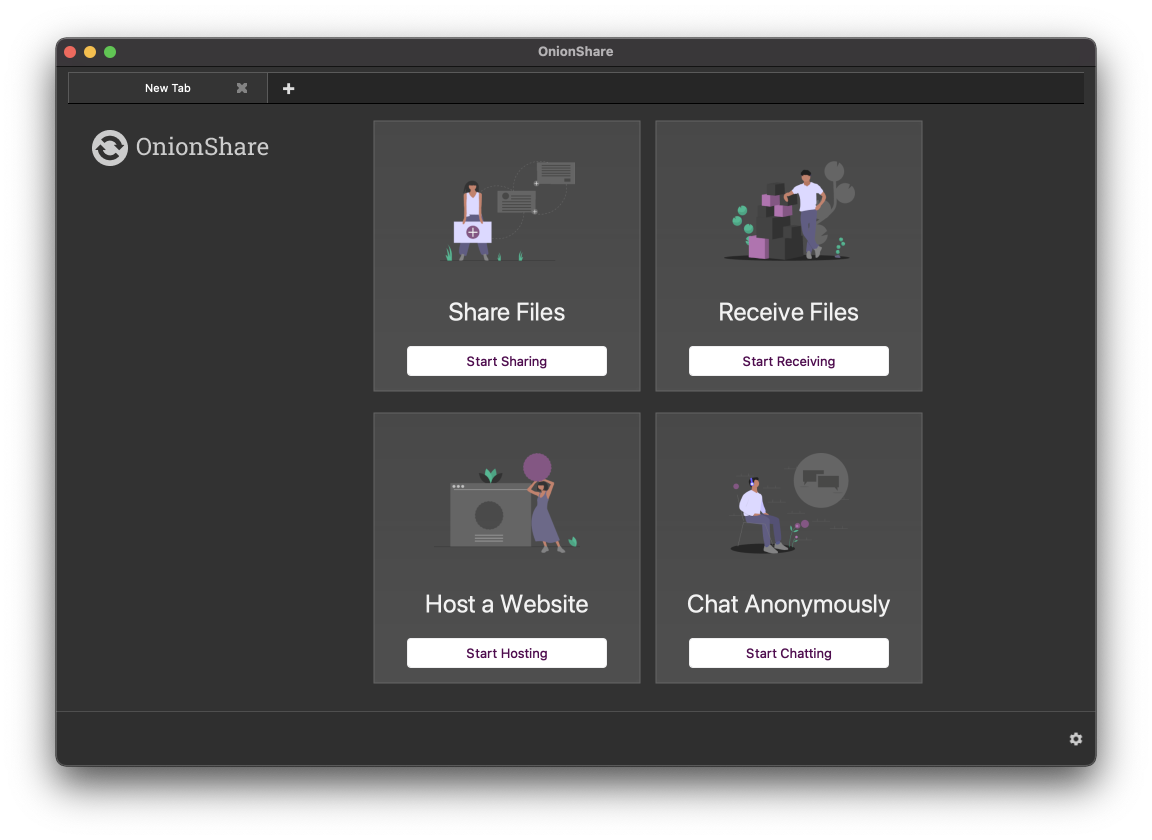 OnionShare
New Tab
OnionShare
Share Files
Start Sharing
Receive Files
Start Receiving
Host a Website
Start Hosting
Chat Anonymously
Start Chatting